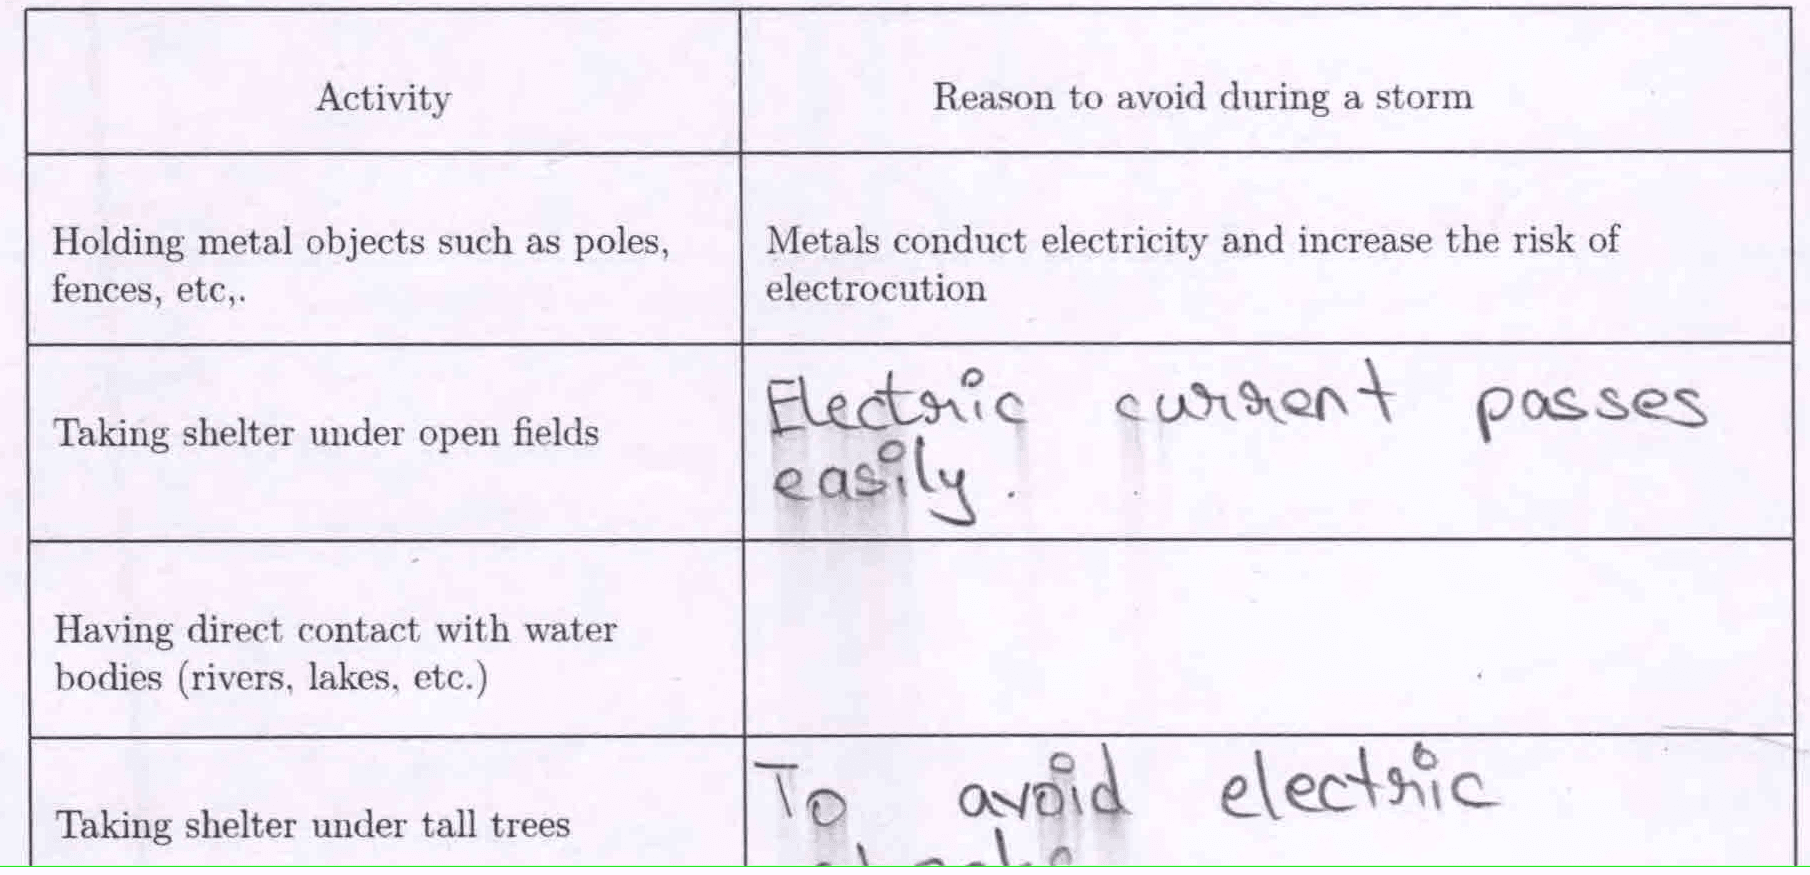 Activity
Reason to avoid during a storm
Holding metal objects such as poles,
fences, etc,.
Metals conduct electricity and increase the risk of
electrocution
Taking shelter under open fields
Electric current passes
easily.
Having direct contact with water
bodies (rivers, lakes, etc.)
Taking shelter under tall trees
To avoid electric